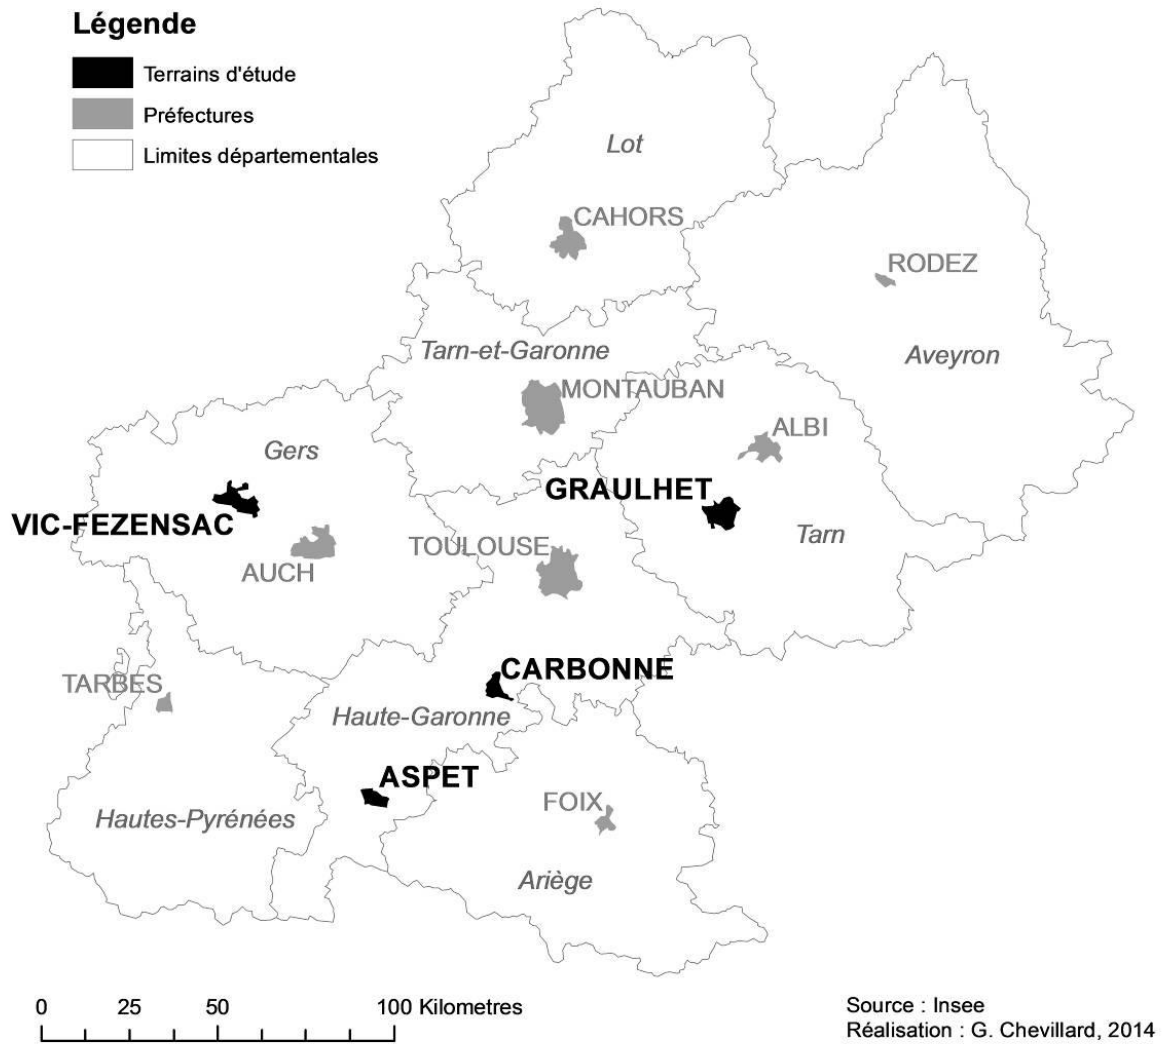 Légende
Terrains d'étude
Préfectures
Limites départementales
Lot
CAHORS
RODEZ
Tarn-et-Garonne
Aveyron
MONTAUBAN
ALBI
Gers
GRAULHET
VIC-FEZENSAC
Tarn
TOULOUSE
AUCH
CARBONNE
TARBES
Haute-Garonne
ASPET
FOIX
Hautes-Pyrénées
Ariège
0 25 50 100 Kilometres
Source : Insee
Réalisation : G. Chevillard, 2014